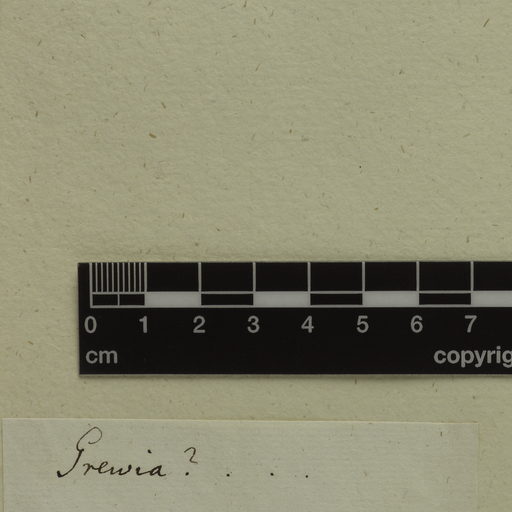 0 1 2 3 4 5 6 7
cm copyrig
Grewia? . . . .